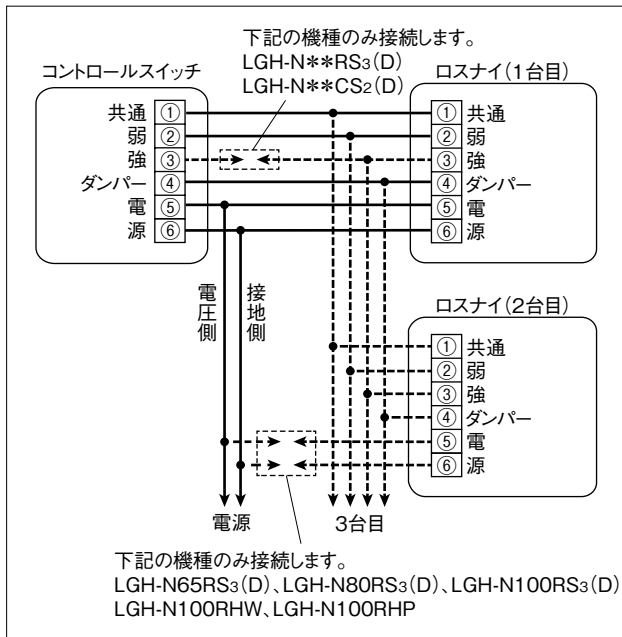 下記の機種のみ接続します。
LGH-N**RS3(D)
LGH-N**CS2(D)
コントロールスイッチ
共通 ①
弱 ②
強 ③
ダンパー ④
電 ⑤
源 ⑥
ロスナイ(1台目)
① 共通
② 弱
③ 強
④ ダンパー
⑤ 電
⑥ 源
電圧側
接地側
ロスナイ(2台目)
① 共通
② 弱
③ 強
④ ダンパー
⑤ 電
⑥ 源
電源
3台目
下記の機種のみ接続します。
LGH-N65RS3(D)、LGH-N80RS3(D)、LGH-N100RS3(D)
LGH-N100RHW、LGH-N100RHP